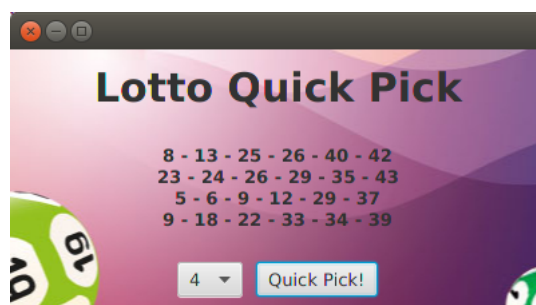 Lotto Quick Pick
8 - 13 - 25 - 26 - 40 - 42
23 - 24 - 26 - 29 - 35 - 43
5 - 6 - 9 - 12 - 29 - 37
9 - 18 - 22 - 33 - 34 - 39
4 Quick Pick!
19